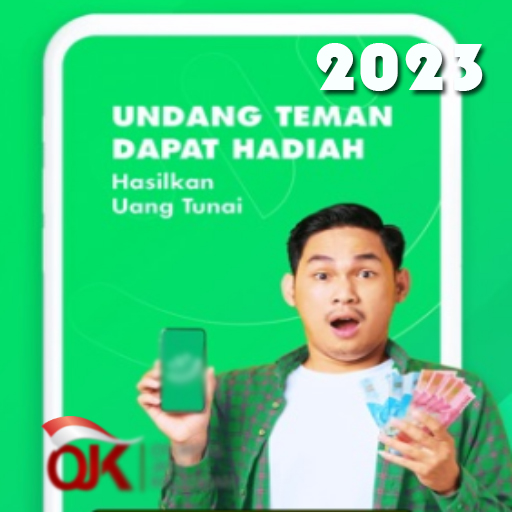 2023
UNDANG TEMAN
DAPAT HADIAH
Hasilkan
Uang Tunai
OJK